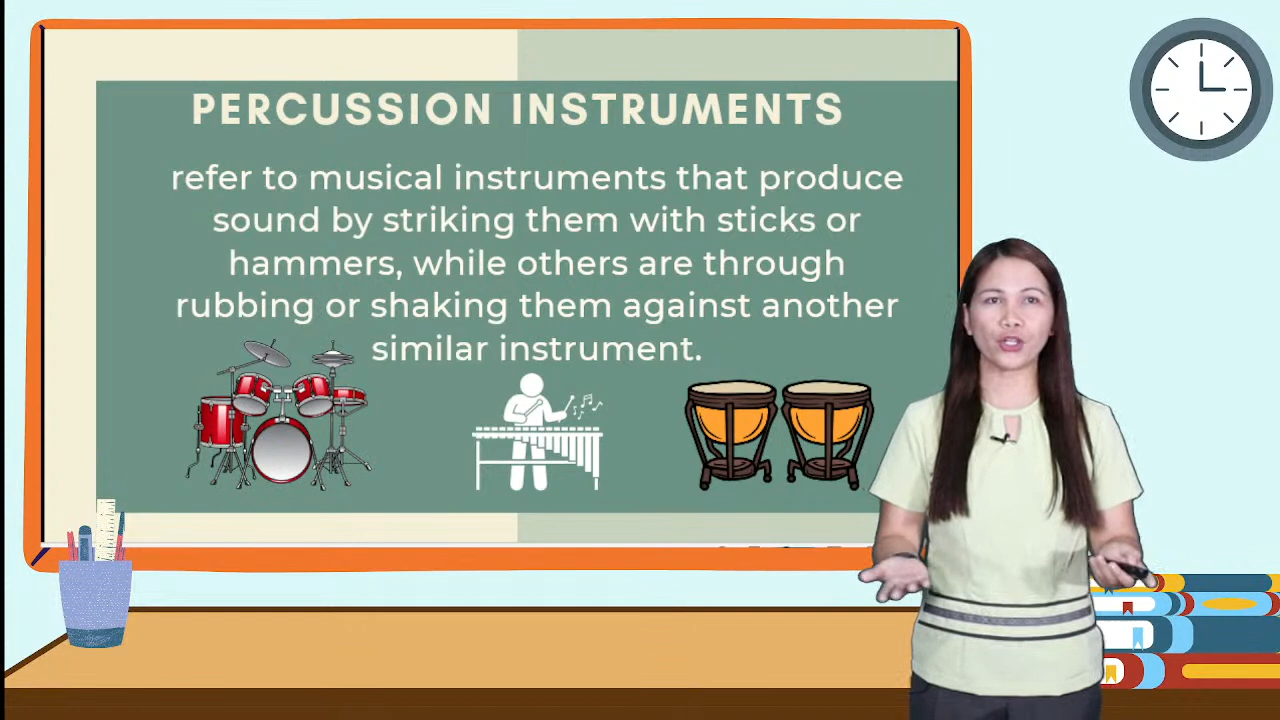 PERCUSSION INSTRUMENTS
refer to musical instruments that produce
sound by striking them with sticks or
hammers, while others are through
rubbing or shaking them against another
similar instrument.